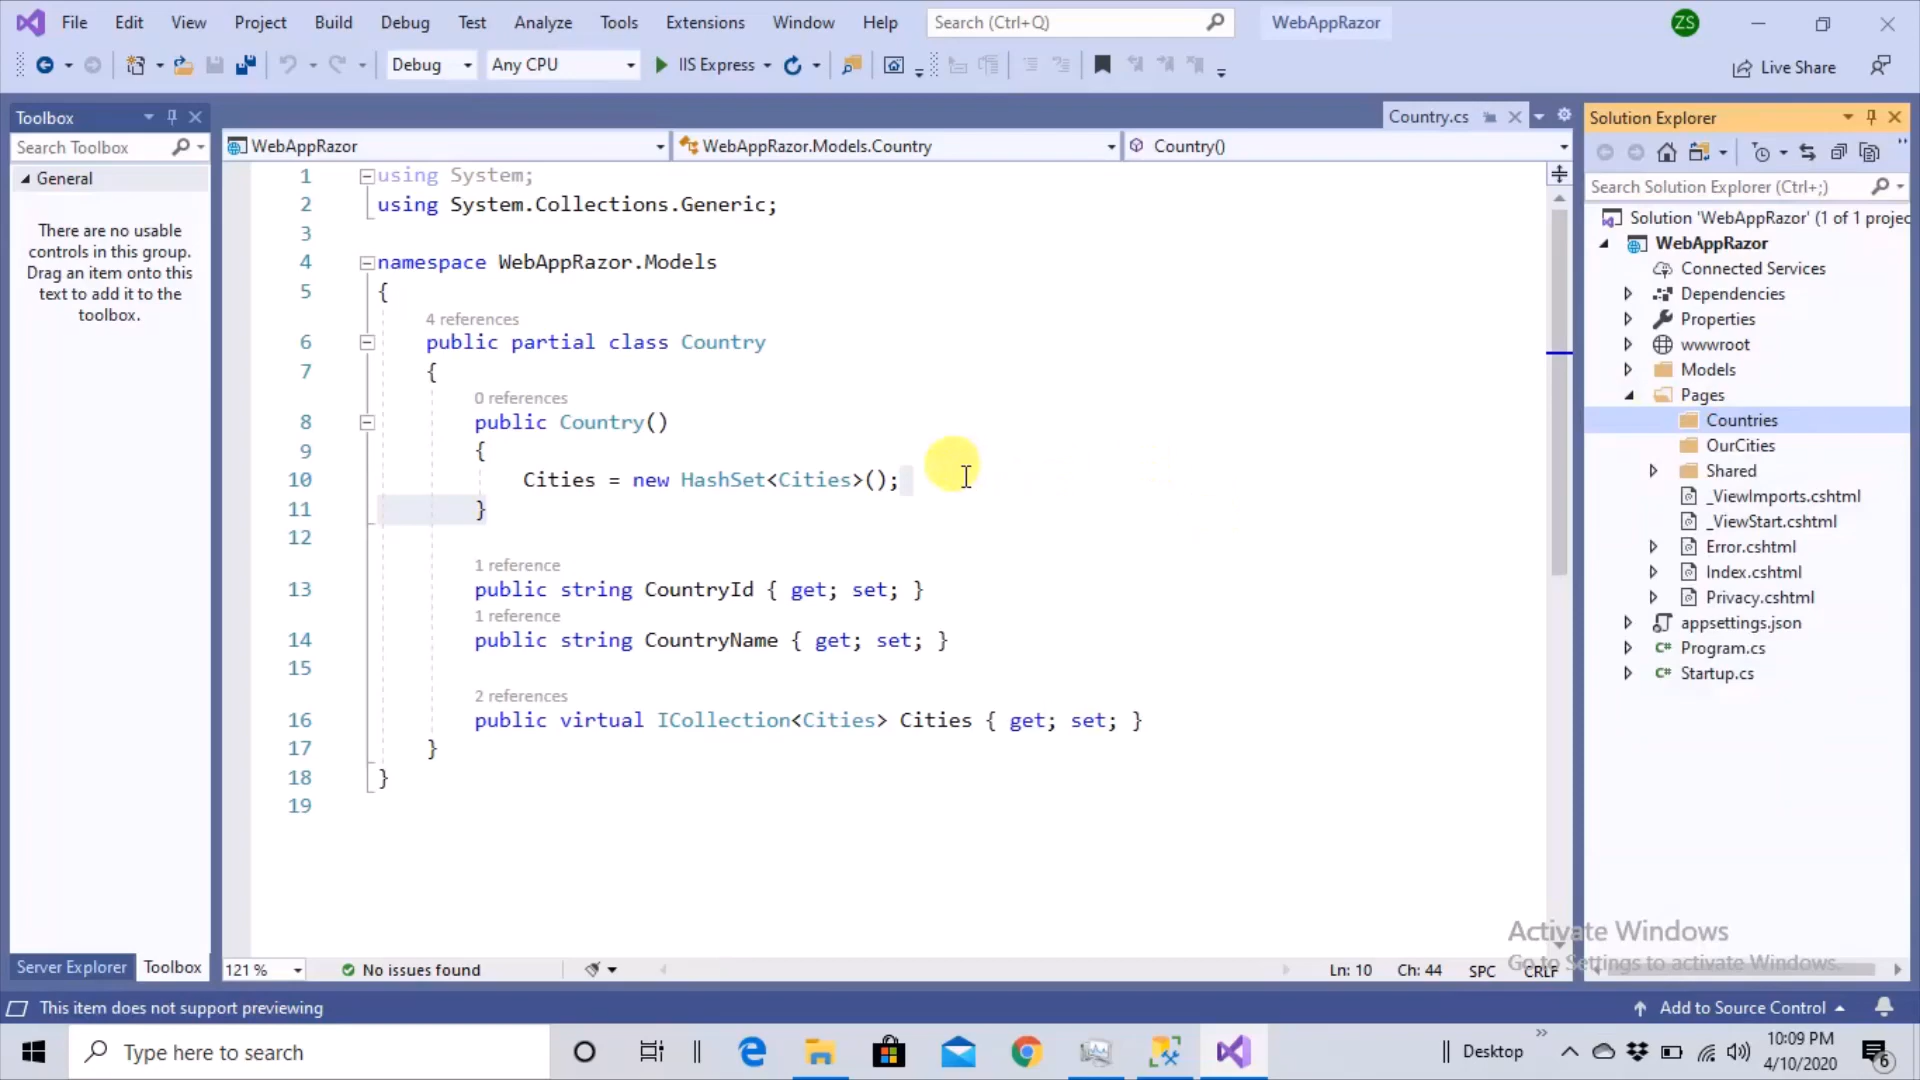 File Edit View Project Build Debug Test Analyze Tools Extensions Window Help Search (Ctrl+Q) WebAppRazor ZS
Debug Any CPU IIS Express Live Share
Toolbox
Search Toolbox
General
There are no usable
controls in this group.
Drag an item onto this
text to add it to the
toolbox.
Server Explorer Toolbox
Country.cs
WebAppRazor WebAppRazor.Models.Country Country()
1 using System;
2 using System.Collections.Generic;
3
4 namespace WebAppRazor.Models
5 {
4 references
6 public partial class Country
7 {
0 references
8 public Country()
9 {
10 Cities = new HashSet<Cities>();
11 }
12
1 reference
13 public string CountryId { get; set; }
1 reference
14 public string CountryName { get; set; }
15
2 references
16 public virtual ICollection<Cities> Cities { get; set; }
17 }
18 }
19
121 % No issues found Ln: 10 Ch: 44 SPC CRLF
Solution Explorer
Search Solution Explorer (Ctrl+;)
Solution 'WebAppRazor' (1 of 1 projec
WebAppRazor
Connected Services
Dependencies
Properties
wwwroot
Models
Pages
Countries
OurCities
Shared
_ViewImports.cshtml
_ViewStart.cshtml
Error.cshtml
Index.cshtml
Privacy.cshtml
appsettings.json
C# Program.cs
C# Startup.cs
Activate Windows
Go to Settings to activate Windows.
This item does not support previewing Add to Source Control
Type here to search Desktop 10:09 PM
4/10/2020 6